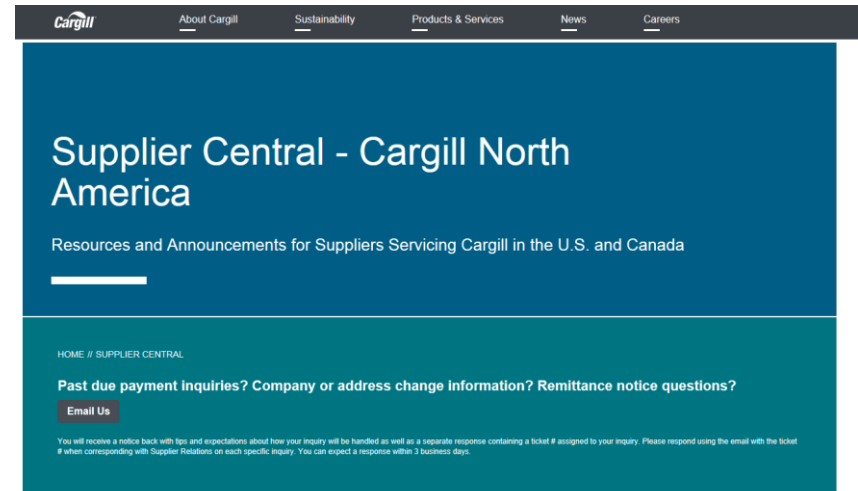 Cargill
About Cargill
Sustainability
Products & Services
News
Careers
Supplier Central - Cargill North
America
Resources and Announcements for Suppliers Servicing Cargill in the U.S. and Canada
HOME // SUPPLIER CENTRAL
Past due payment inquiries? Company or address change information? Remittance notice questions?
Email Us
You will receive a notice back with tips and expectations about how your inquiry will be handled as well as a separate response containing a ticket # assigned to your inquiry. Please respond using the email with the ticket
# when corresponding with Supplier Relations on each specific inquiry. You can expect a response within 3 business days.